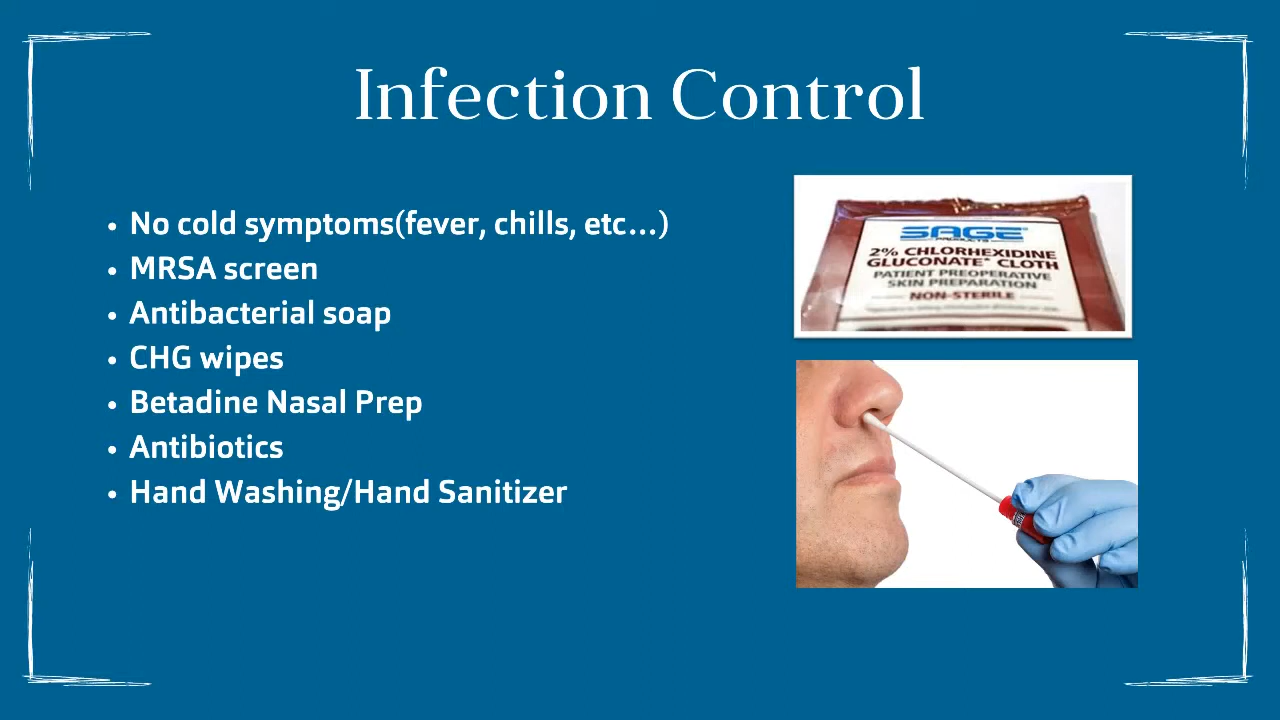 Infection Control
No cold symptoms(fever, chills, etc...)
MRSA screen
Antibacterial soap
CHG wipes
Betadine Nasal Prep
Antibiotics
Hand Washing/Hand Sanitizer
SAGE
PRODUCTS
2% CHLORHEXIDINE
GLUCONATE* CLOTH
PATIENT PREOPERATIVE
SKIN PREPARATION
NON-STERILE